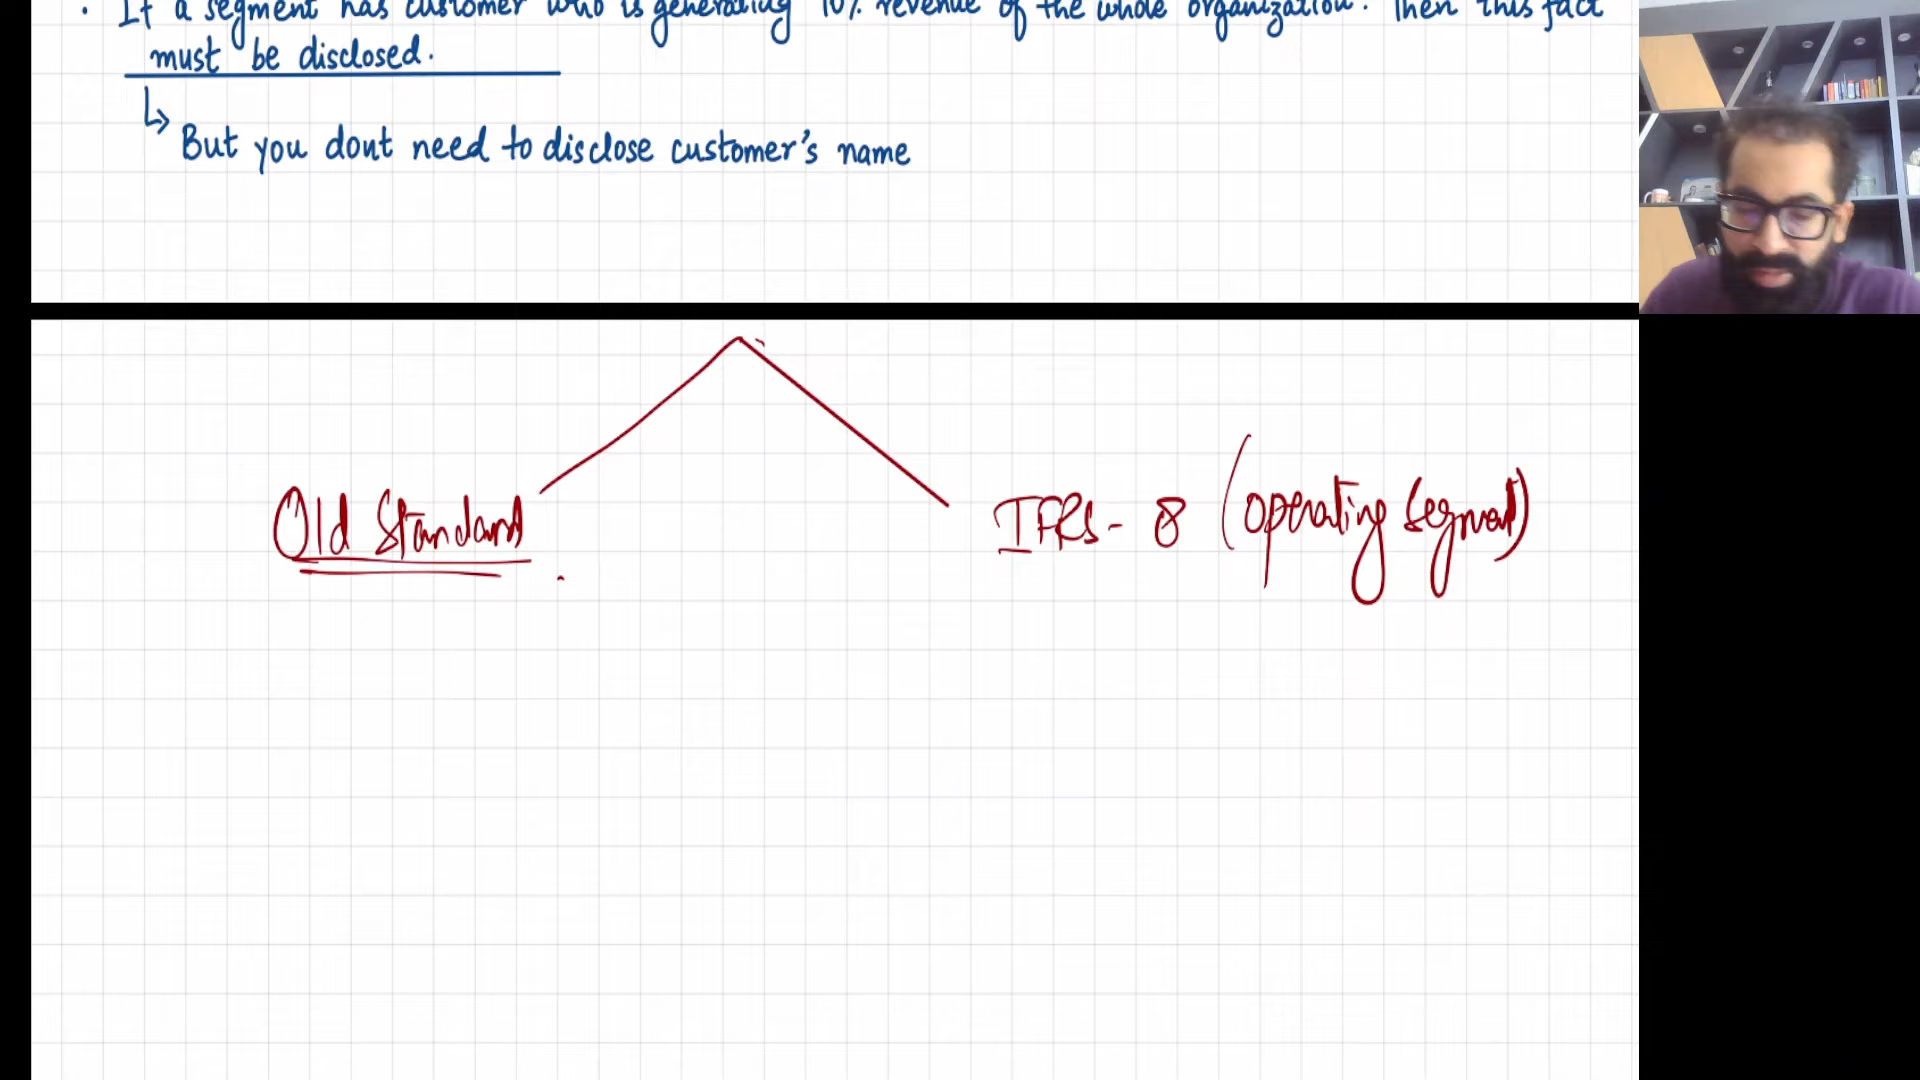 · If a segment has customer who is generating 10% revenue of the whole organization. Then this fact
must be disclosed.
↳ But you dont need to disclose customer's name
Old Standard
IFRS - 8 (operating segment)